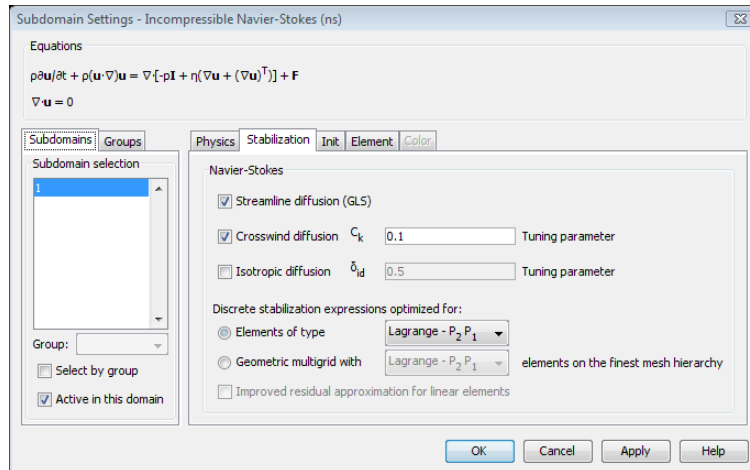 Subdomain Settings - Incompressible Navier-Stokes (ns)
Equations
ρ∂u/∂t + ρ(u·∇)u = ∇·[-pI + η(∇u + (∇u)ᵀ)] + F
∇·u = 0
Subdomains Groups
Physics Stabilization Init Element Color
Subdomain selection
1
Group:
Select by group
Active in this domain
Navier-Stokes
Streamline diffusion (GLS)
Crosswind diffusion Cₖ 0.1 Tuning parameter
Isotropic diffusion δid 0.5 Tuning parameter
Discrete stabilization expressions optimized for:
Elements of type Lagrange - P₂ P₁
Geometric multigrid with Lagrange - P₂ P₁ elements on the finest mesh hierarchy
Improved residual approximation for linear elements
OK Cancel Apply Help